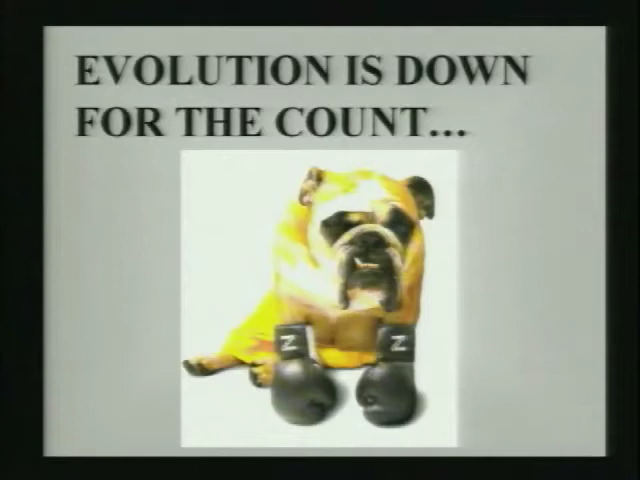 EVOLUTION IS DOWN
FOR THE COUNT...
Z Z